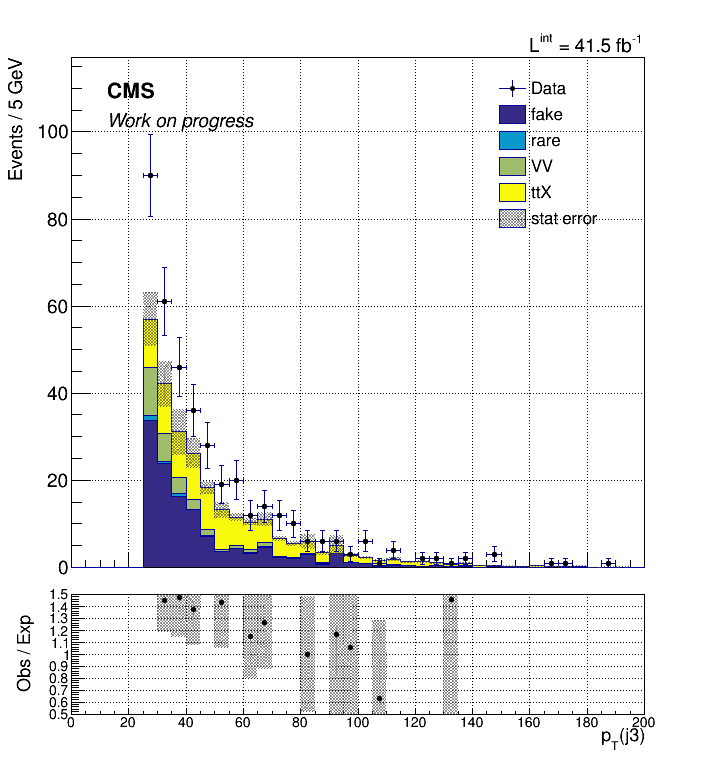 L^int = 41.5 fb^-1
Events / 5 GeV
CMS
Work on progress
Data
fake
rare
VV
ttX
stat error
100
80
60
40
20
0
Obs / Exp
1.5
1.4
1.3
1.2
1.1
1
0.9
0.8
0.7
0.6
0.5
0 20 40 60 80 100 120 140 160 180 200
p_T(j3)